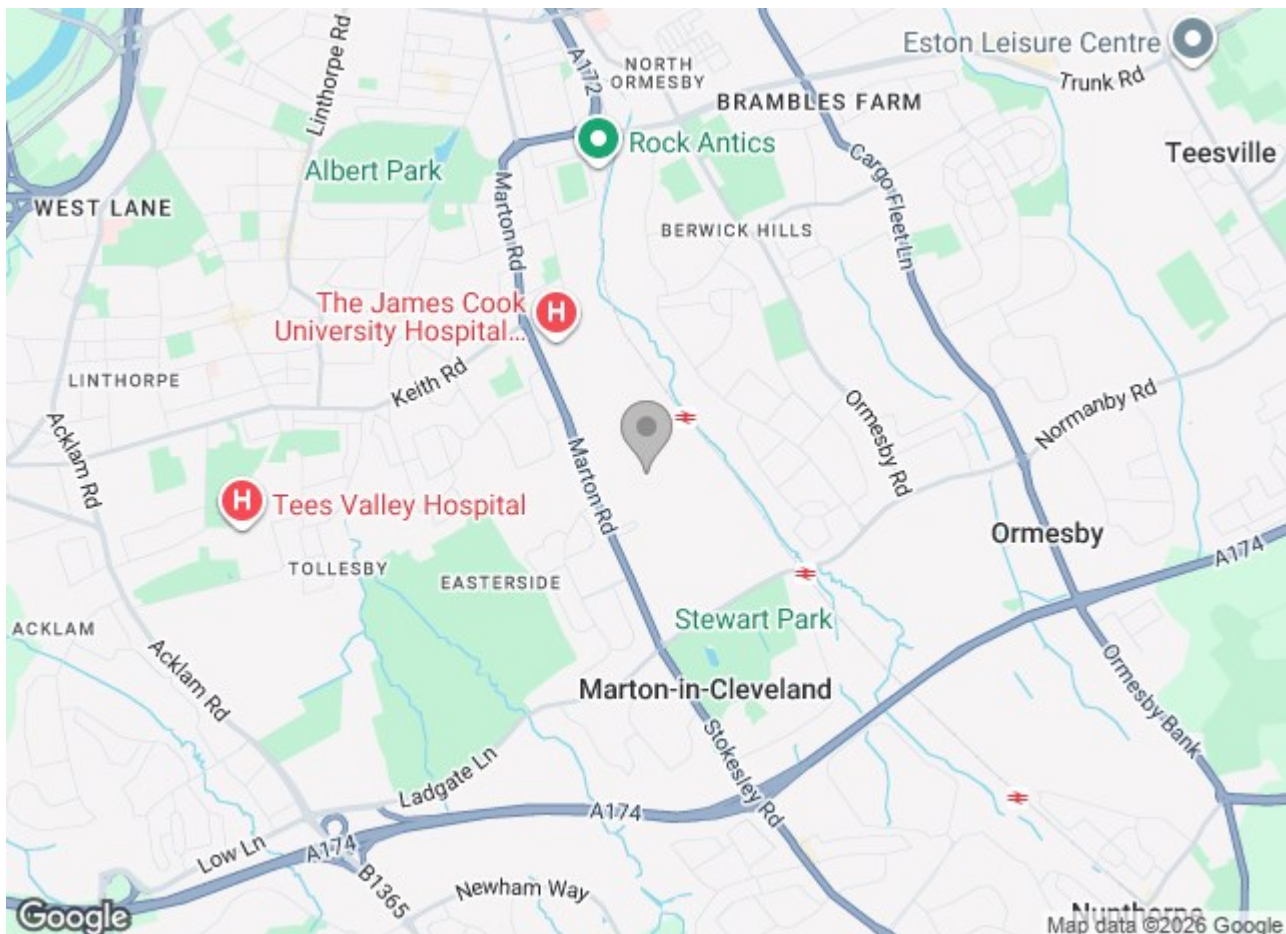 Eston Leisure Centre
Trunk Rd
Linthorpe Rd
A172
NORTH
ORMESBY
BRAMBLES FARM
Rock Antics
Teesville
Albert Park
Cargo Fleet Ln
WEST LANE
Marton Rd
BERWICK HILLS
The James Cook
University Hospital...
H
LINTHORPE
Keith Rd
Ormesby Rd
Normanby Rd
Acklam Rd
Marton Rd
H
Tees Valley Hospital
Ormesby
A174
TOLLESBY
EASTERSIDE
Stewart Park
ACKLAM
Acklam Rd
Marton-in-Cleveland
Ormesby Bank
Stokesley Rd
Ladgate Ln
A174
Low Ln
A174
B1365
Newham Way
Nunthorpe
Google
Map data ©2026 Google